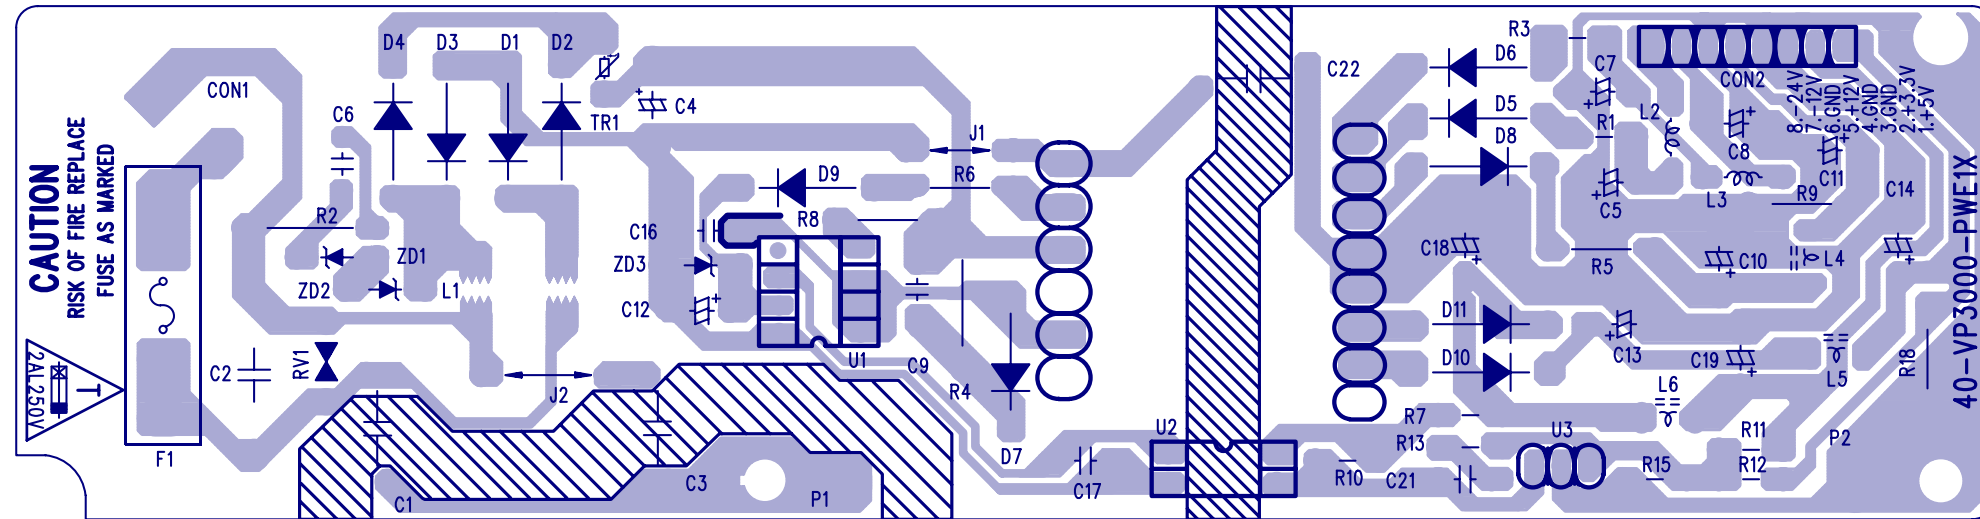 D4 D3 D1 D2
CON1
C6
TR1
C4
J1
C22
D6
D5
D8
R3
C7
R1
L2
CON2
8.-24V
7.-12V
6.GND
5.+12V
4.GND
3.GND
2.+3.3V
1.+5V
C8
C11
C14
C5
L3
R9
CAUTION
RISK OF FIRE REPLACE
FUSE AS MARKED
R2
ZD1
ZD2
L1
D9
R6
R8
C16
ZD3
C12
U1
C9
R4
D7
C18
R5
C10
L4
D11
D10
C13
C19
L5
R18
L6
40-VP3000-PWE1X
T
2AL250V
F1
C2
RV1
J2
C1
C3
P1
C17
U2
R10
C21
R7
R13
U3
R15
R11
R12
P2